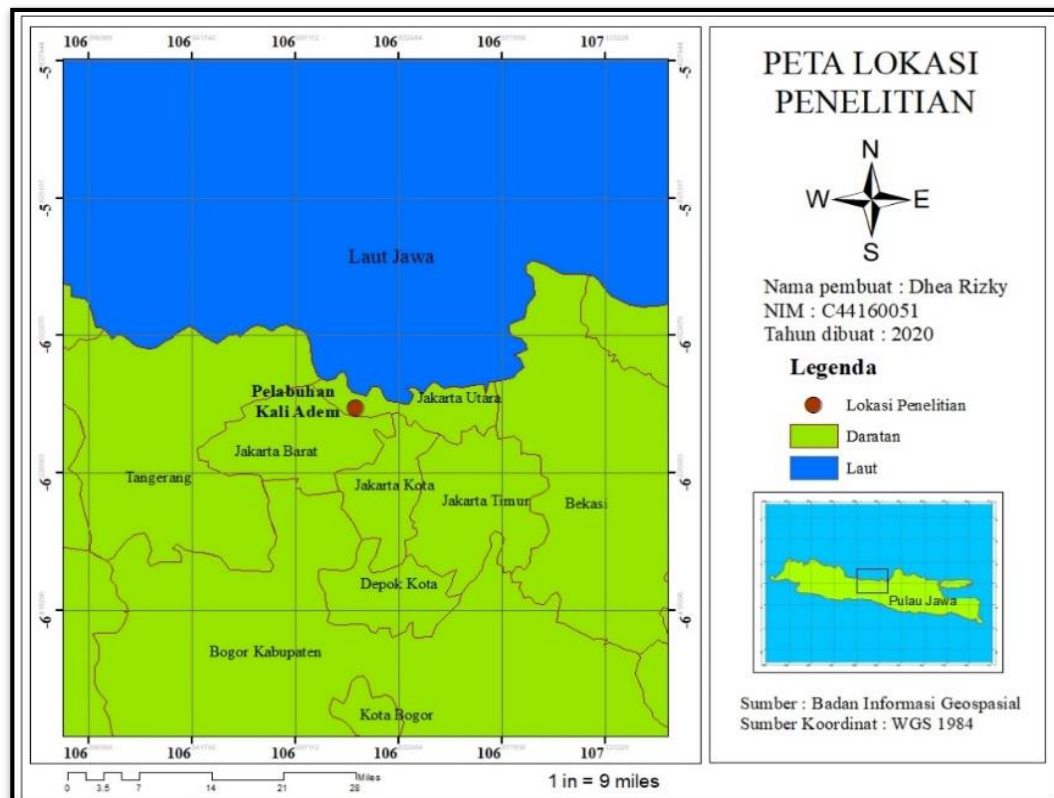 106 106 106 106 106 107
-5
-5
Laut Jawa
-6
Pelabuhan
Kali Adem
Jakarta Utara
Jakarta Barat
-6
Tangerang
Jakarta Kota
Jakarta Timur
Bekasi
Depok Kota
-6
Bogor Kabupaten
Kota Bogor
106 106 106 106 106 107
0 3.5 7 14 21 28 Miles
1 in = 9 miles
PETA LOKASI
PENELITIAN
N
W E
S
Nama pembuat : Dhea Rizky
NIM : C44160051
Tahun dibuat : 2020
Legenda
Lokasi Penelitian
Daratan
Laut
Pulau Jawa
Sumber : Badan Informasi Geospasial
Sumber Koordinat : WGS 1984